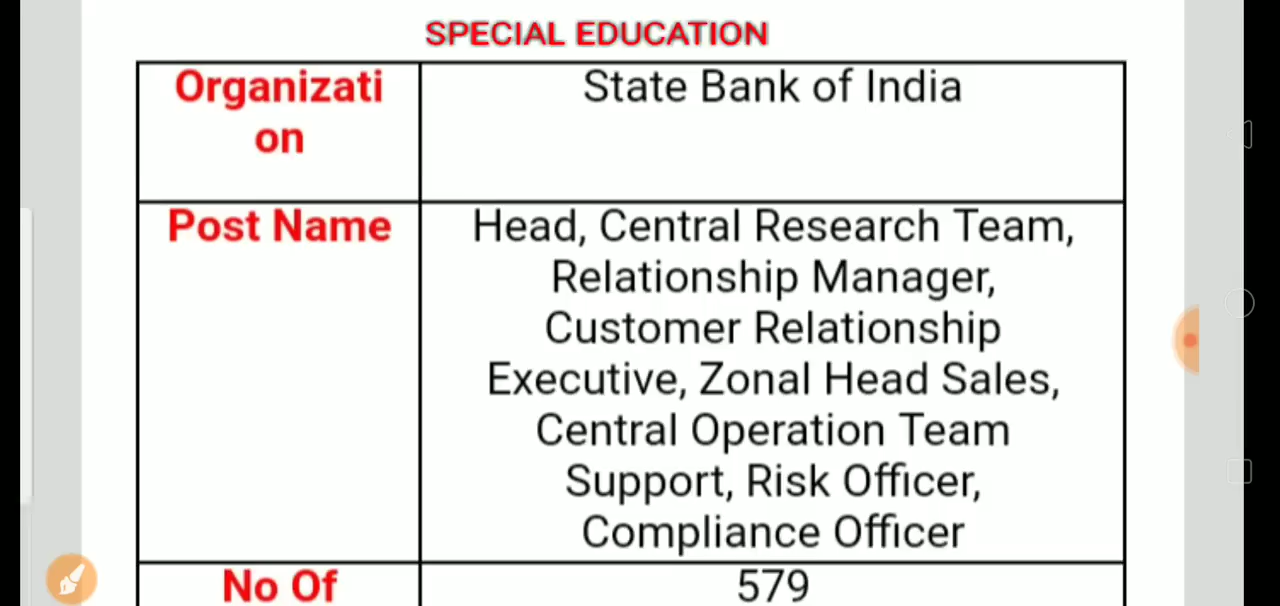 SPECIAL EDUCATION
Organizati
on
State Bank of India
Post Name
Head, Central Research Team,
Relationship Manager,
Customer Relationship
Executive, Zonal Head Sales,
Central Operation Team
Support, Risk Officer,
Compliance Officer
No Of
579